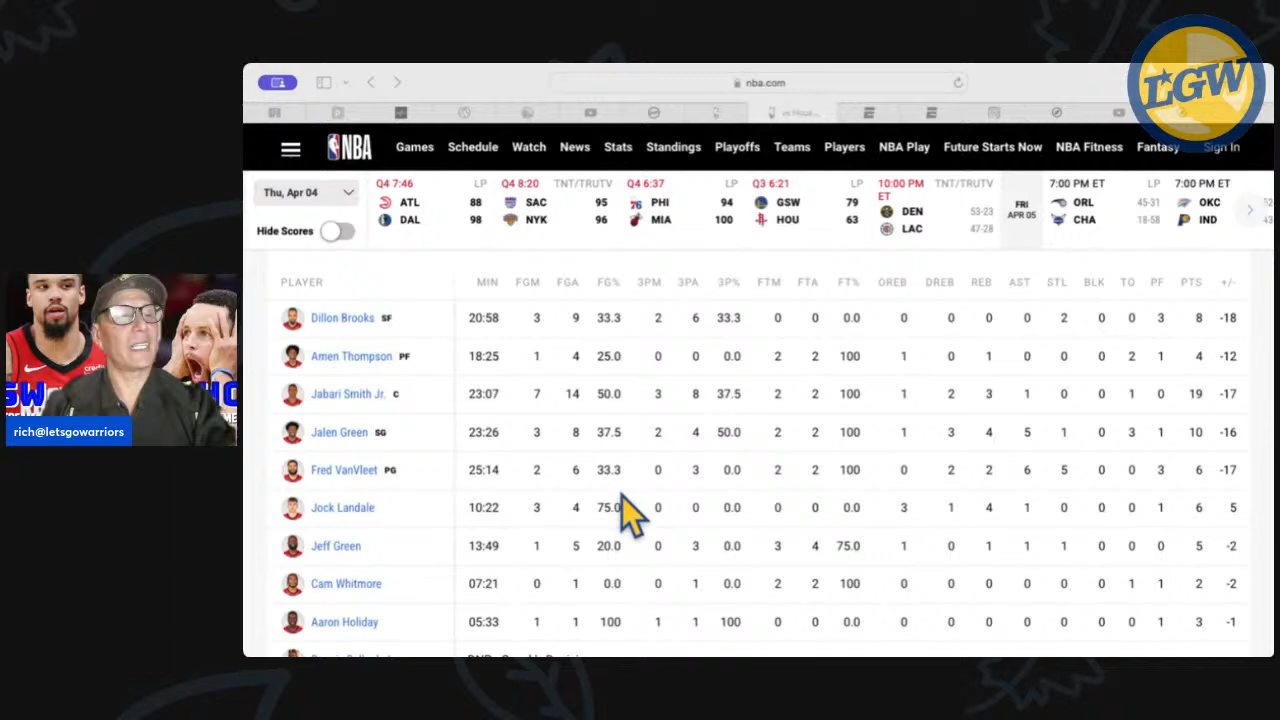 LGW
nba.com
vs Hous...
NBA Games Schedule Watch News Stats Standings Playoffs Teams Players NBA Play Future Starts Now NBA Fitness Fantasy Sign In
Thu, Apr 04
Hide Scores
Q4 7:46 LP
ATL 88
DAL 98
Q4 8:20 TNT/TRUTV
SAC 95
NYK 96
Q4 6:37 LP
PHI 94
MIA 100
Q3 6:21 LP
GSW 79
HOU 63
10:00 PM ET TNT/TRUTV
DEN 53-23
LAC 47-28
FRI
APR 05
7:00 PM ET LP
ORL 45-31
CHA 18-58
7:00 PM ET
OKC
IND
PLAYER MIN FGM FGA FG% 3PM 3PA 3P% FTM FTA FT% OREB DREB REB AST STL BLK TO PF PTS +/-
Dillon Brooks SF 20:58 3 9 33.3 2 6 33.3 0 0 0.0 0 0 0 0 2 0 0 3 8 -18
Amen Thompson PF 18:25 1 4 25.0 0 0 0.0 2 2 100 1 0 1 0 0 0 2 1 4 -12
Jabari Smith Jr. C 23:07 7 14 50.0 3 8 37.5 2 2 100 1 2 3 1 0 0 1 0 19 -17
Jalen Green SG 23:26 3 8 37.5 2 4 50.0 2 2 100 1 3 4 5 1 0 3 1 10 -16
Fred VanVleet PG 25:14 2 6 33.3 0 3 0.0 2 2 100 0 2 2 6 5 0 1 3 6 -17
Jock Landale 10:22 3 4 75.0 0 0 0.0 0 0 0.0 3 1 4 1 0 0 0 1 6 5
Jeff Green 13:49 1 5 20.0 0 3 0.0 3 4 75.0 1 0 1 1 1 0 0 0 5 -2
Cam Whitmore 07:21 0 1 0.0 0 1 0.0 2 2 100 0 0 0 0 0 0 1 1 2 -2
Aaron Holiday 05:33 1 1 100 1 1 100 0 0 0.0 0 0 0 0 0 0 0 1 3 -1
rich@letsgowarriors